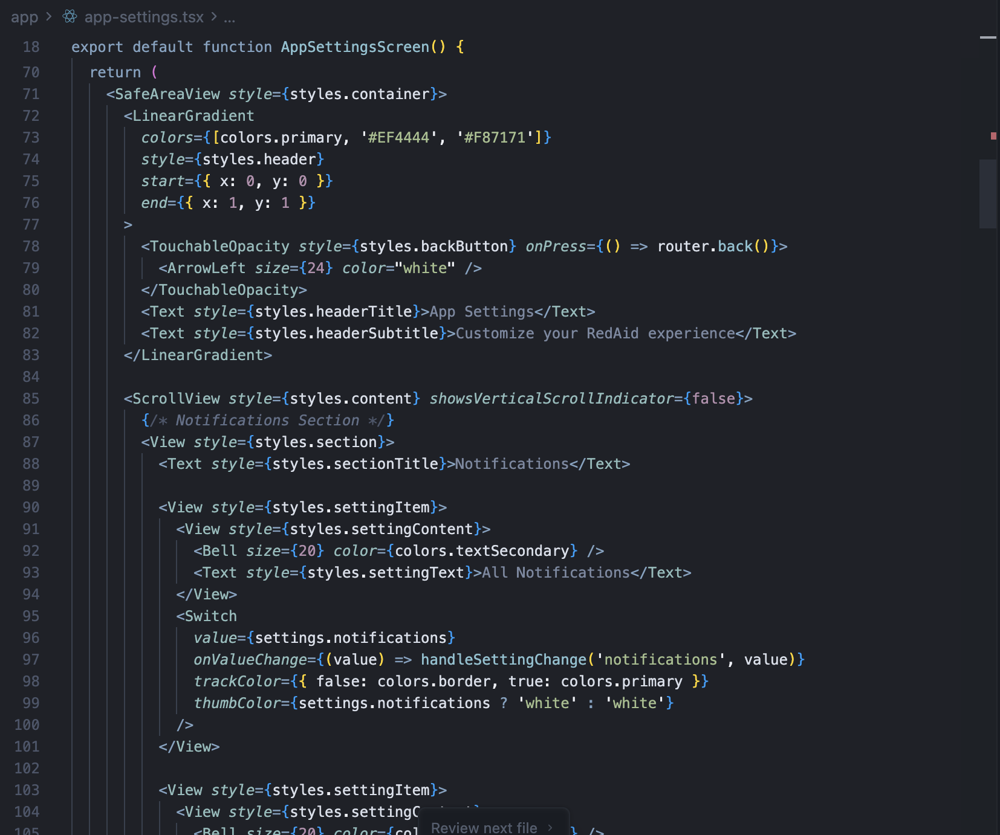 app > app-settings.tsx > ...
18 export default function AppSettingsScreen() {
70 return (
71 <SafeAreaView style={styles.container}>
72 <LinearGradient
73 colors={[colors.primary, '#EF4444', '#F87171']}
74 style={styles.header}
75 start={{ x: 0, y: 0 }}
76 end={{ x: 1, y: 1 }}
77 >
78 <TouchableOpacity style={styles.backButton} onPress={() => router.back()}>
79 <ArrowLeft size={24} color="white" />
80 </TouchableOpacity>
81 <Text style={styles.headerTitle}>App Settings</Text>
82 <Text style={styles.headerSubtitle}>Customize your RedAid experience</Text>
83 </LinearGradient>
84
85 <ScrollView style={styles.content} showsVerticalScrollIndicator={false}>
86 {/* Notifications Section */}
87 <View style={styles.section}>
88 <Text style={styles.sectionTitle}>Notifications</Text>
89
90 <View style={styles.settingItem}>
91 <View style={styles.settingContent}>
92 <Bell size={20} color={colors.textSecondary} />
93 <Text style={styles.settingText}>All Notifications</Text>
94 </View>
95 <Switch
96 value={settings.notifications}
97 onValueChange={(value) => handleSettingChange('notifications', value)}
98 trackColor={{ false: colors.border, true: colors.primary }}
99 thumbColor={settings.notifications ? 'white' : 'white'}
100 />
101 </View>
102
103 <View style={styles.settingItem}>
104 <View style={styles.setting
105 <Bell size={20} color={col } />
Review next file >